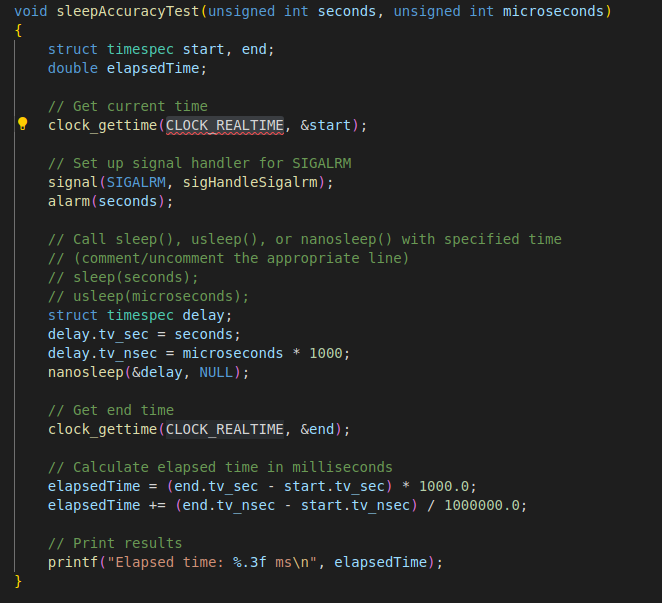 void sleepAccuracyTest(unsigned int seconds, unsigned int microseconds)
{
    struct timespec start, end;
    double elapsedTime;

    // Get current time
    clock_gettime(CLOCK_REALTIME, &start);

    // Set up signal handler for SIGALRM
    signal(SIGALRM, sigHandleSigalrm);
    alarm(seconds);

    // Call sleep(), usleep(), or nanosleep() with specified time
    // (comment/uncomment the appropriate line)
    // sleep(seconds);
    // usleep(microseconds);
    struct timespec delay;
    delay.tv_sec = seconds;
    delay.tv_nsec = microseconds * 1000;
    nanosleep(&delay, NULL);

    // Get end time
    clock_gettime(CLOCK_REALTIME, &end);

    // Calculate elapsed time in milliseconds
    elapsedTime = (end.tv_sec - start.tv_sec) * 1000.0;
    elapsedTime += (end.tv_nsec - start.tv_nsec) / 1000000.0;

    // Print results
    printf("Elapsed time: %.3f ms\n", elapsedTime);
}